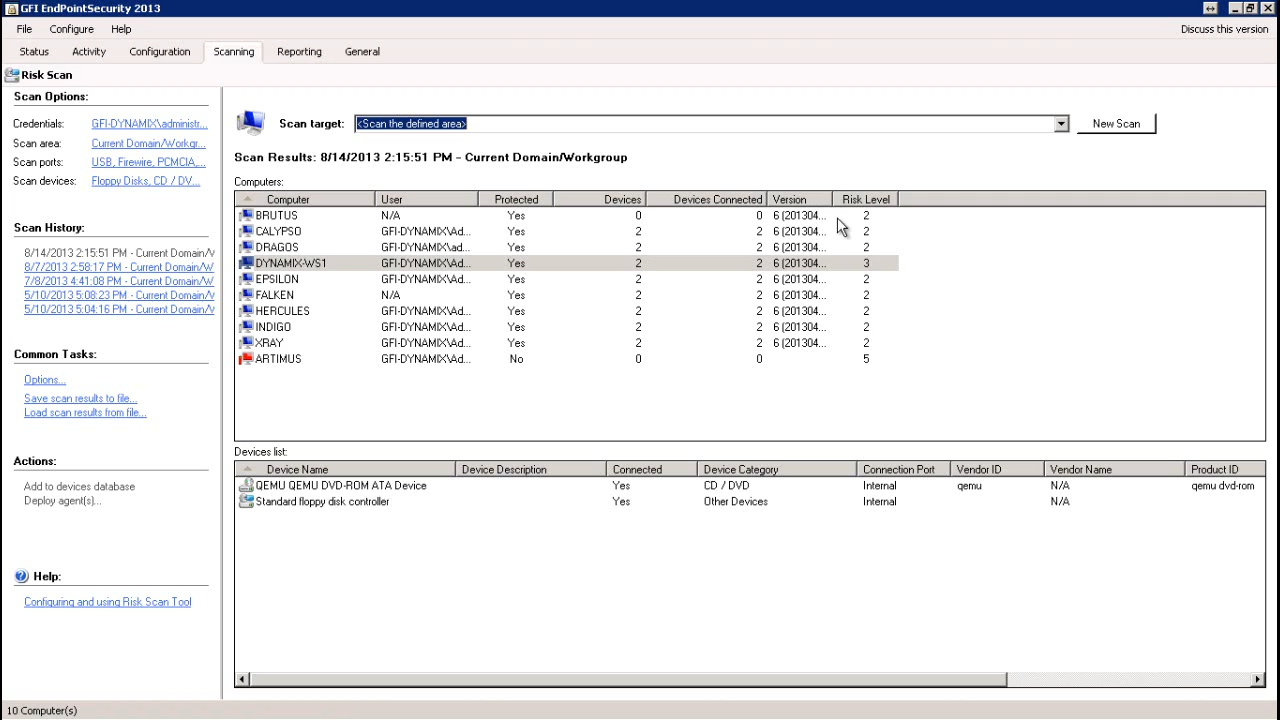 GFI EndPointSecurity 2013
File Configure Help Discuss this version
Status Activity Configuration Scanning Reporting General
Risk Scan
Scan Options:
Credentials: GFI-DYNAMIX\administr...
Scan area: Current Domain/Workgr...
Scan ports: USB, Firewire, PCMCIA,...
Scan devices: Floppy Disks, CD / DV...
Scan History:
8/14/2013 2:15:51 PM - Current Domain/W
8/7/2013 2:58:17 PM - Current Domain/W
7/8/2013 4:41:08 PM - Current Domain/W
5/10/2013 5:08:23 PM - Current Domain/W
5/10/2013 5:04:16 PM - Current Domain/W
Common Tasks:
Options...
Save scan results to file...
Load scan results from file...
Actions:
Add to devices database
Deploy agent(s)...
Help:
Configuring and using Risk Scan Tool
Scan target: <Scan the defined area> New Scan
Scan Results: 8/14/2013 2:15:51 PM - Current Domain/Workgroup
Computers:
Computer User Protected Devices Devices Connected Version Risk Level
BRUTUS N/A Yes 0 0 6 (201304... 2
CALYPSO GFI-DYNAMIX\Ad... Yes 2 2 6 (201304... 2
DRAGOS GFI-DYNAMIX\ad... Yes 2 2 6 (201304... 2
DYNAMIX-WS1 GFI-DYNAMIX\Ad... Yes 2 2 6 (201304... 3
EPSILON GFI-DYNAMIX\Ad... Yes 2 2 6 (201304... 2
FALKEN N/A Yes 2 2 6 (201304... 2
HERCULES GFI-DYNAMIX\Ad... Yes 2 2 6 (201304... 2
INDIGO GFI-DYNAMIX\Ad... Yes 2 2 6 (201304... 2
XRAY GFI-DYNAMIX\Ad... Yes 2 2 6 (201304... 2
ARTIMUS GFI-DYNAMIX\Ad... No 0 0 5
Devices list:
Device Name Device Description Connected Device Category Connection Port Vendor ID Vendor Name Product ID
QEMU QEMU DVD-ROM ATA Device Yes CD / DVD Internal qemu N/A qemu dvd-rom
Standard floppy disk controller Yes Other Devices Internal N/A
10 Computer(s)